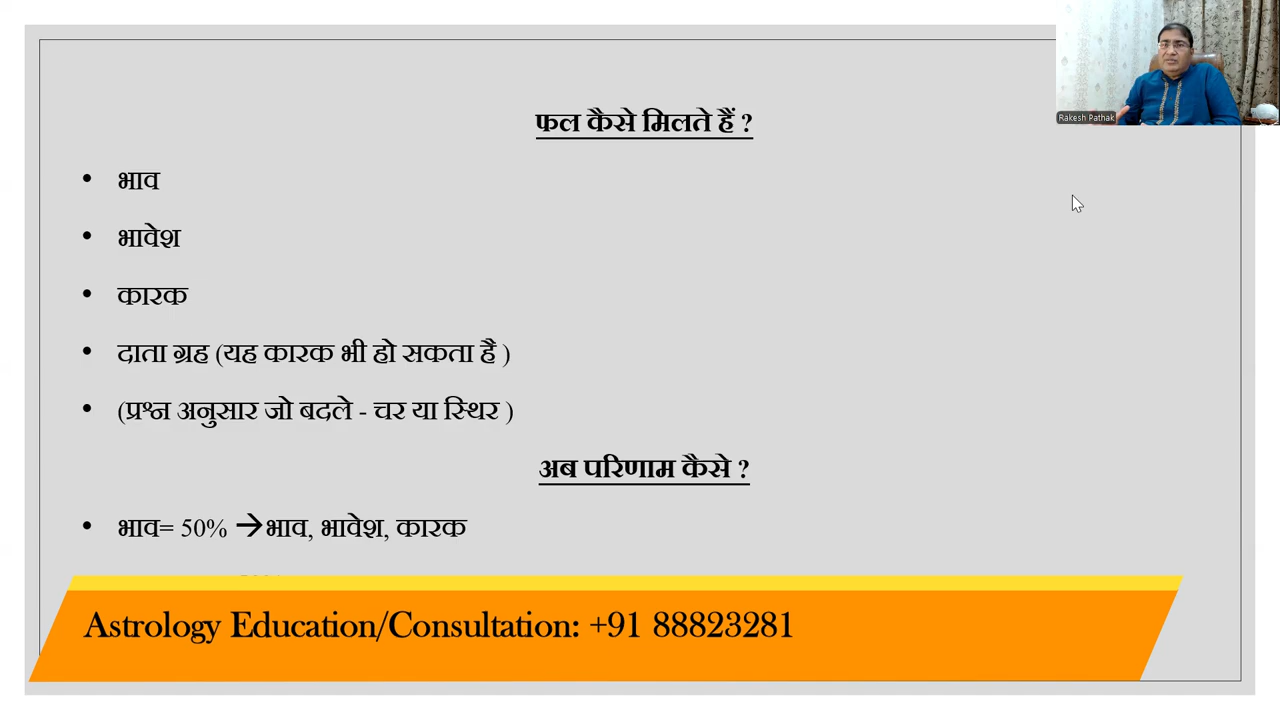 Rakesh Pathak
फल कैसे मिलते हैं ?
• भाव
• भावेश
• कारक
• दाता ग्रह (यह कारक भी हो सकता है )
• (प्रश्न अनुसार जो बदले - चर या स्थिर )
अब परिणाम कैसे ?
• भाव= 50% →भाव, भावेश, कारक
Astrology Education/Consultation: +91 88823281